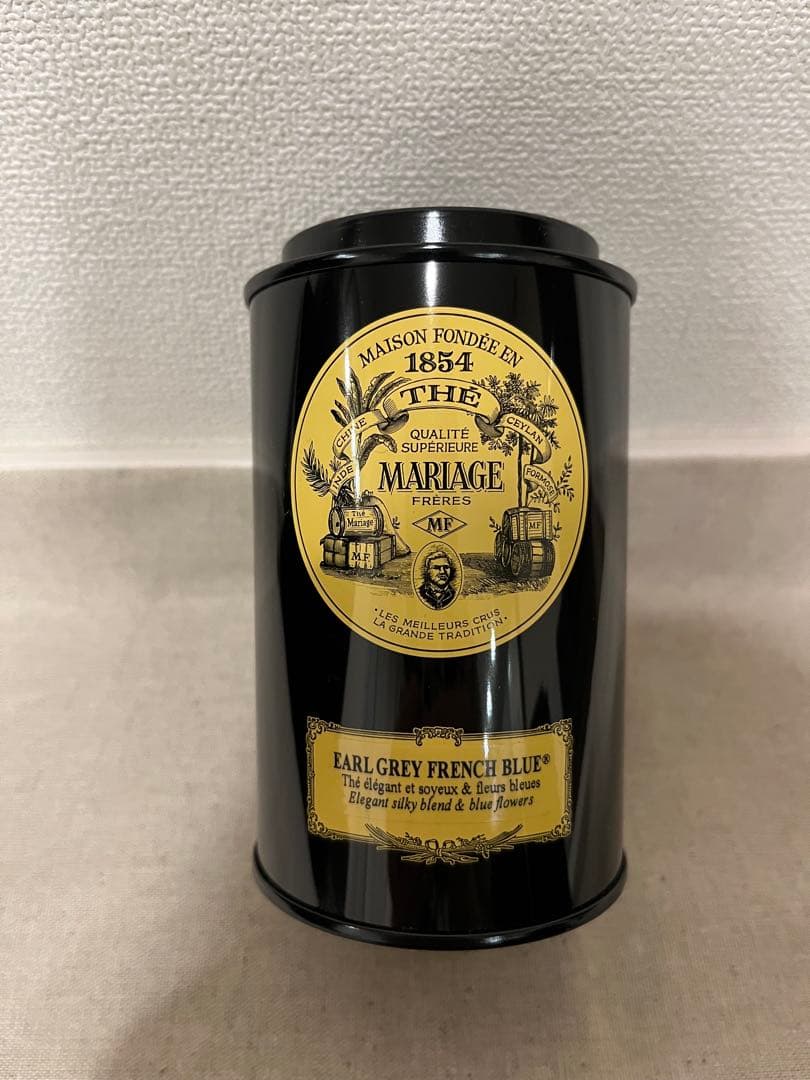 MAISON FONDÉE EN
1854
THÉ
CHINE
CEYLAN
INDE
FORMOSE
QUALITÉ
SUPÉRIEURE
MARIAGE
FRÈRES
MF
Thé
Mariage
M.F
MF
·LES MEILLEURS CRUS
LA GRANDE TRADITION·
EARL GREY FRENCH BLUE®
Thé élégant et soyeux & fleurs bleues
Elegant silky blend & blue flowers